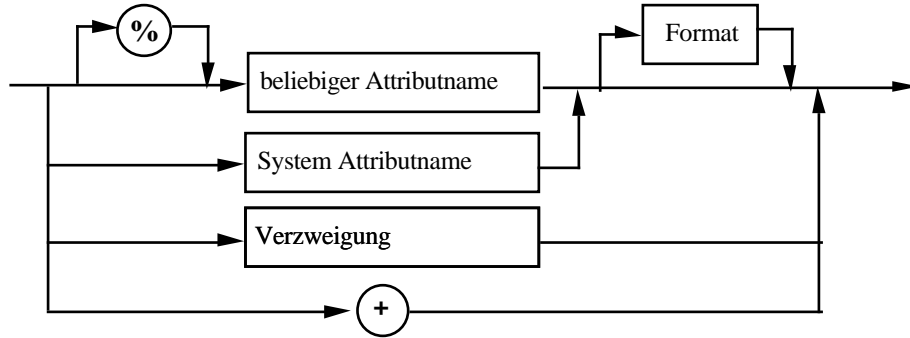 %
Format
beliebiger Attributname
System Attributname
Verzweigung
+